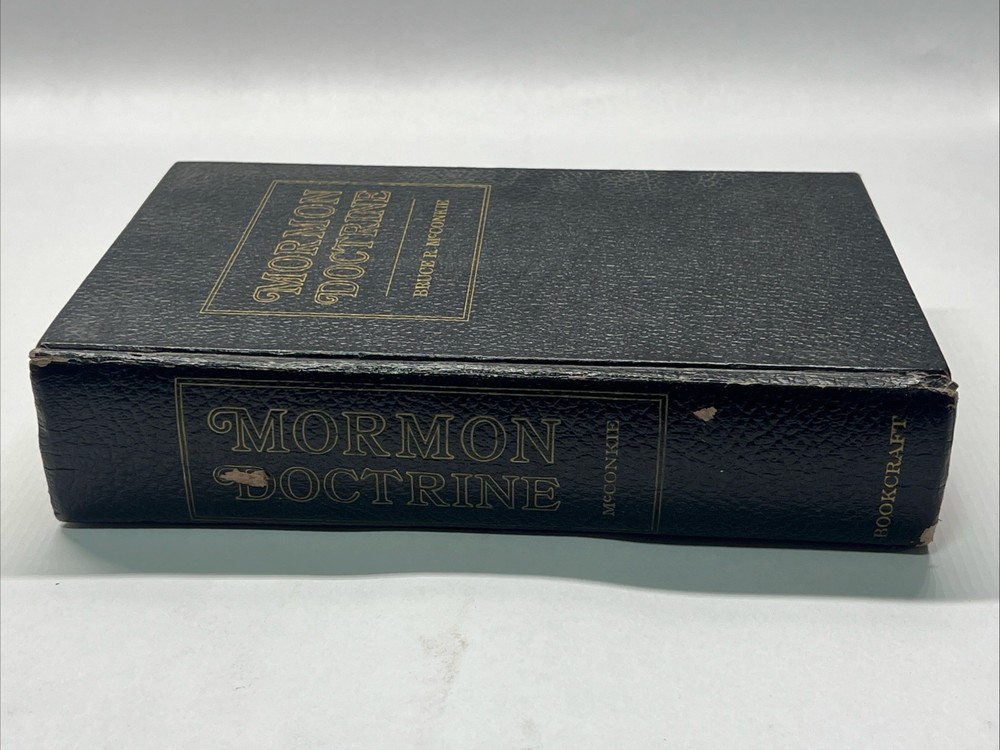 MORMON
DOCTRINE
BRUCE R. McCONKIE
MORMON
DOCTRINE
McCONKIE
BOOKCRAFT